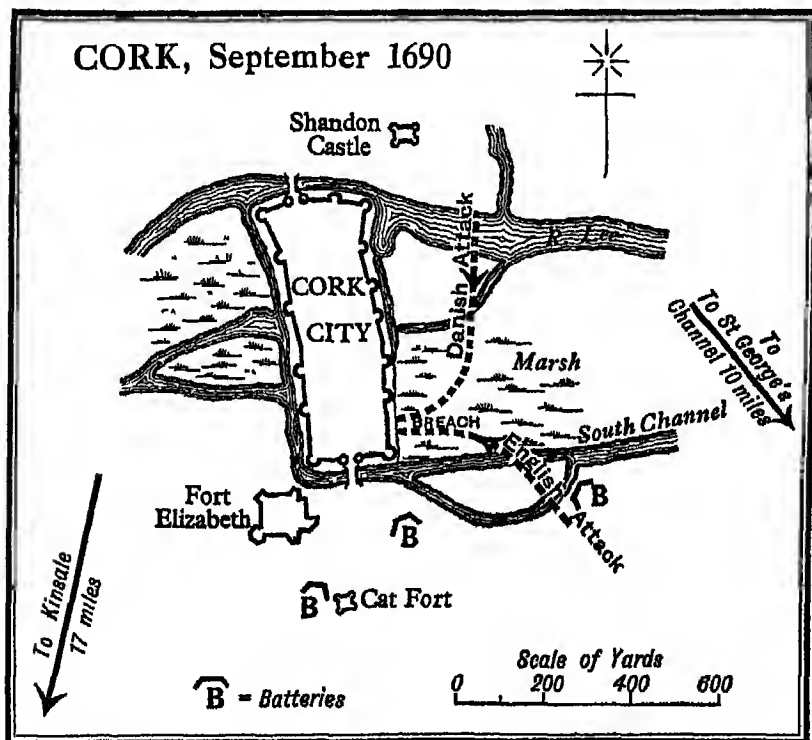 CORK, September 1690
Shandon
Castle
R. Lee
Danish Attack
CORK
CITY
To
To St George's
Channel 10 miles
Marsh
BREACH
South Channel
English Attack
B
Fort
Elizabeth
B
B
Cat Fort
To Kinsale
17 miles
B = Batteries
Scale of Yards
0 200 400 600